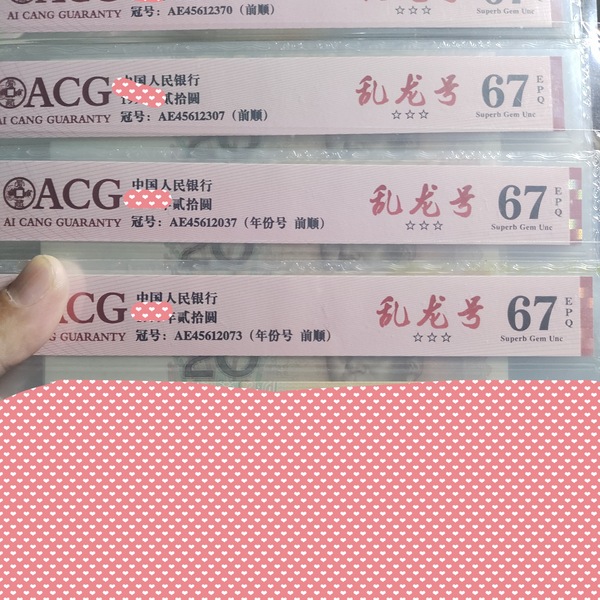 AI CANG GUARANTY
冠号：AE45612370（前顺）
☆☆☆
67
Superb Gem Unc
ACG
中国人民银行
贰拾圆
AI CANG GUARANTY
冠号：AE45612307（前顺）
乱龙号
☆☆☆
67
EPQ
Superb Gem Unc
ACG
中国人民银行
贰拾圆
AI CANG GUARANTY
冠号：AE45612037（年份号 前顺）
乱龙号
☆☆☆
67
EPQ
Superb Gem Unc
CG
中国人民银行
年贰拾圆
GUARANTY
冠号：AE45612073（年份号 前顺）
乱龙号
☆☆☆
67
EPQ
Superb Gem Unc
20